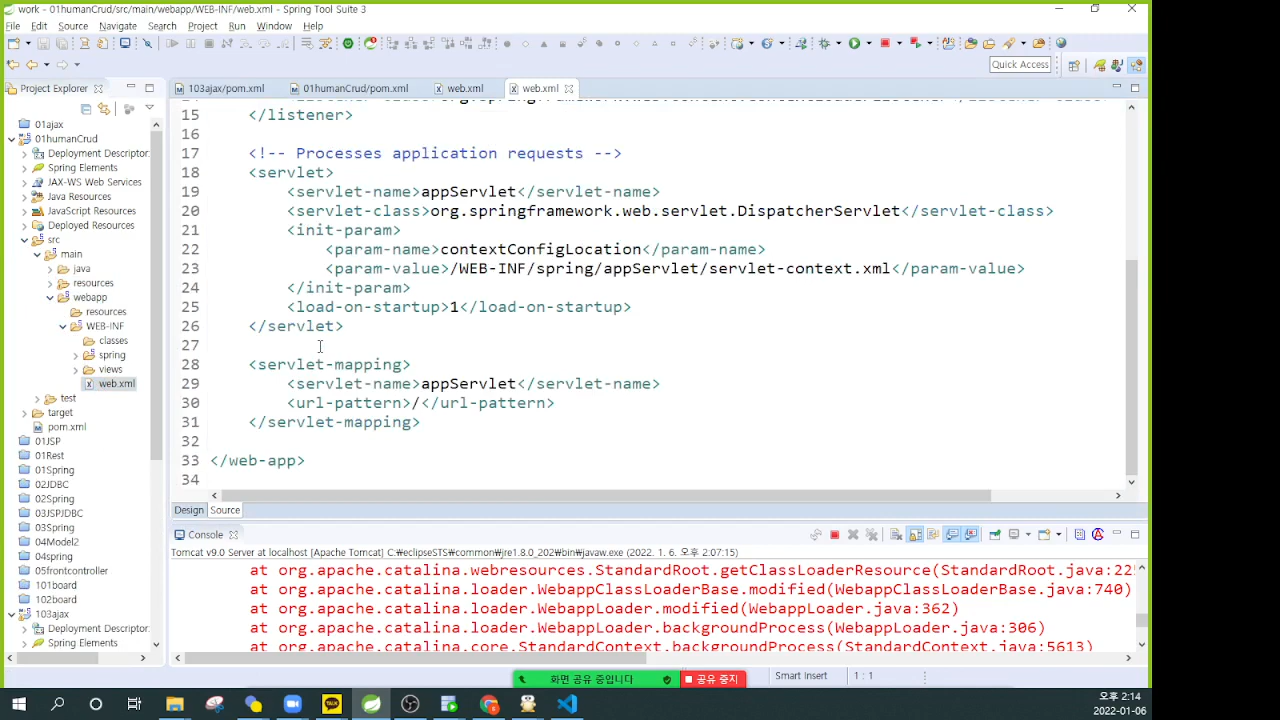 work - 01humanCrud/src/main/webapp/WEB-INF/web.xml - Spring Tool Suite 3
File Edit Source Navigate Search Project Run Window Help
Quick Access
Project Explorer
103ajax/pom.xml 01humanCrud/pom.xml web.xml web.xml
01ajax
01humanCrud
Deployment Descriptor:
Spring Elements
JAX-WS Web Services
Java Resources
JavaScript Resources
Deployed Resources
src
main
java
resources
webapp
resources
WEB-INF
classes
spring
views
web.xml
test
target
pom.xml
01JSP
01Rest
01Spring
02JDBC
02Spring
03JSPJDBC
03Spring
04Model2
04spring
05frontcontroller
101board
102board
103ajax
Deployment Descriptor:
Spring Elements
15 </listener>
16
17 <!-- Processes application requests -->
18 <servlet>
19 <servlet-name>appServlet</servlet-name>
20 <servlet-class>org.springframework.web.servlet.DispatcherServlet</servlet-class>
21 <init-param>
22 <param-name>contextConfigLocation</param-name>
23 <param-value>/WEB-INF/spring/appServlet/servlet-context.xml</param-value>
24 </init-param>
25 <load-on-startup>1</load-on-startup>
26 </servlet>
27
28 <servlet-mapping>
29 <servlet-name>appServlet</servlet-name>
30 <url-pattern>/</url-pattern>
31 </servlet-mapping>
32
33 </web-app>
34
Design Source
Console
Tomcat v9.0 Server at localhost [Apache Tomcat] C:₩eclipseSTS₩common₩jre1.8.0_202₩bin₩javaw.exe (2022. 1. 6. 오후 2:07:15)
at org.apache.catalina.webresources.StandardRoot.getClassLoaderResource(StandardRoot.java:225
at org.apache.catalina.loader.WebappClassLoaderBase.modified(WebappClassLoaderBase.java:740)
at org.apache.catalina.loader.WebappLoader.modified(WebappLoader.java:362)
at org.apache.catalina.loader.WebappLoader.backgroundProcess(WebappLoader.java:306)
at org.apache.catalina.core.StandardContext.backgroundProcess(StandardContext.java:5613)
화면 공유 중입니다 공유 중지
Smart Insert 1 : 1
TALK
오후 2:14
2022-01-06